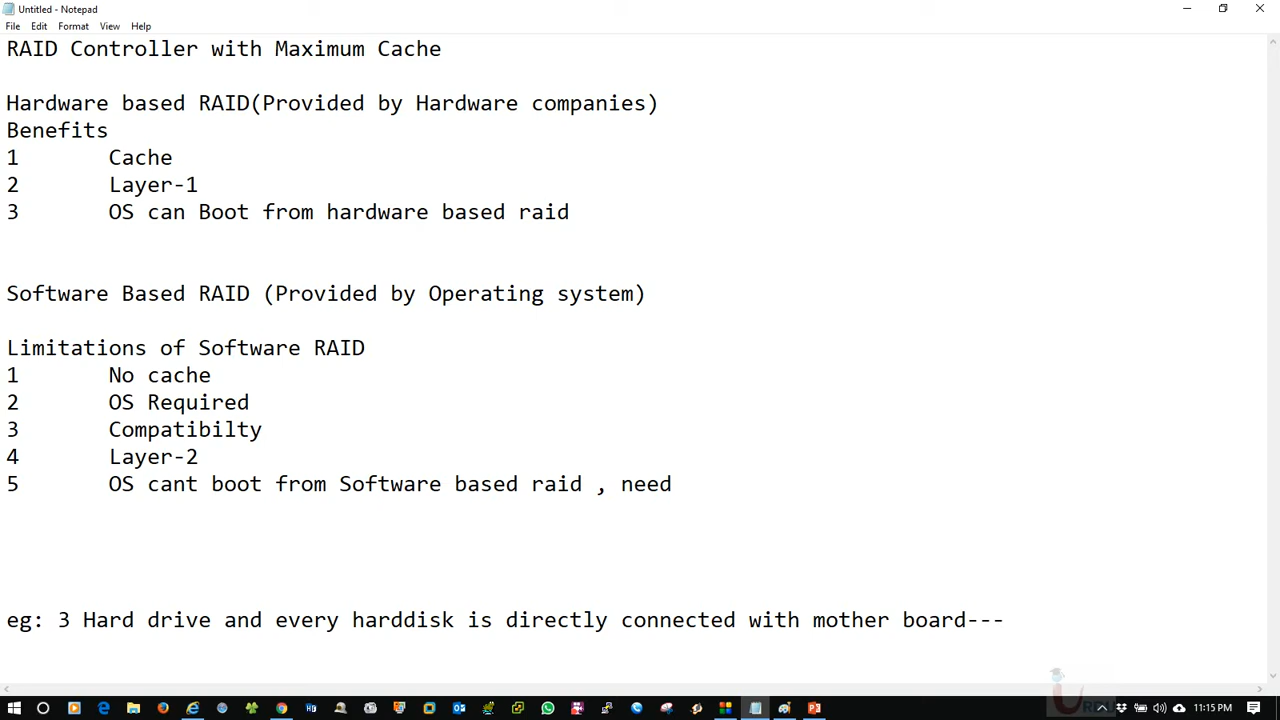 Untitled - Notepad
File Edit Format View Help
RAID Controller with Maximum Cache
Hardware based RAID(Provided by Hardware companies)
Benefits
1 Cache
2 Layer-1
3 OS can Boot from hardware based raid
Software Based RAID (Provided by Operating system)
Limitations of Software RAID
1 No cache
2 OS Required
3 Compatibilty
4 Layer-2
5 OS cant boot from Software based raid , need
eg: 3 Hard drive and every harddisk is directly connected with mother board---
11:15 PM